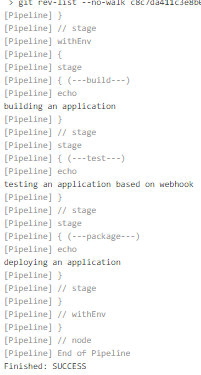 > git rev-list --no-walk
[Pipeline] }
[Pipeline] // stage
[Pipeline] withEnv
[Pipeline] {
[Pipeline] stage
[Pipeline] { (---build---)
[Pipeline] echo
building an application
[Pipeline] }
[Pipeline] // stage
[Pipeline] stage
[Pipeline] { (---test---)
[Pipeline] echo
testing an application based on webhook
[Pipeline] }
[Pipeline] // stage
[Pipeline] stage
[Pipeline] { (---package---)
[Pipeline] echo
deploying an application
[Pipeline] }
[Pipeline] // stage
[Pipeline] }
[Pipeline] // withEnv
[Pipeline] }
[Pipeline] // node
[Pipeline] End of Pipeline
Finished: SUCCESS